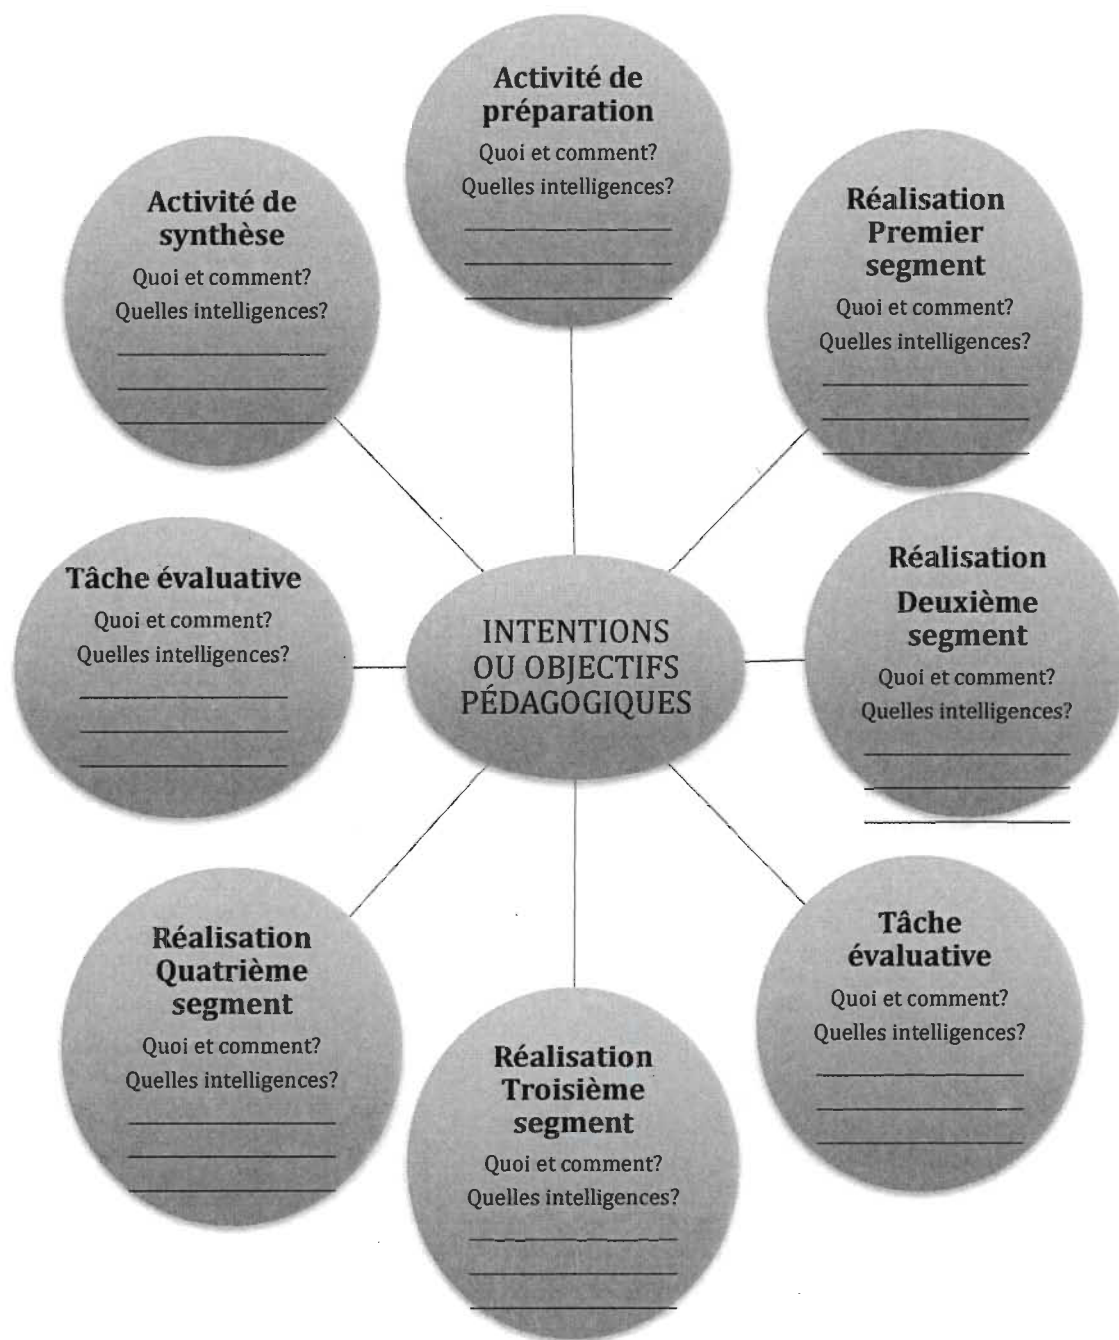 Activité de
préparation
Quoi et comment?
Quelles intelligences?
Réalisation
Premier
segment
Quoi et comment?
Quelles intelligences?
Réalisation
Deuxième
segment
Quoi et comment?
Quelles intelligences?
Tâche
évaluative
Quoi et comment?
Quelles intelligences?
Réalisation
Troisième
segment
Quoi et comment?
Quelles intelligences?
Réalisation
Quatrième
segment
Quoi et comment?
Quelles intelligences?
Tâche évaluative
Quoi et comment?
Quelles intelligences?
Activité de
synthèse
Quoi et comment?
Quelles intelligences?
INTENTIONS
OU OBJECTIFS
PÉDAGOGIQUES